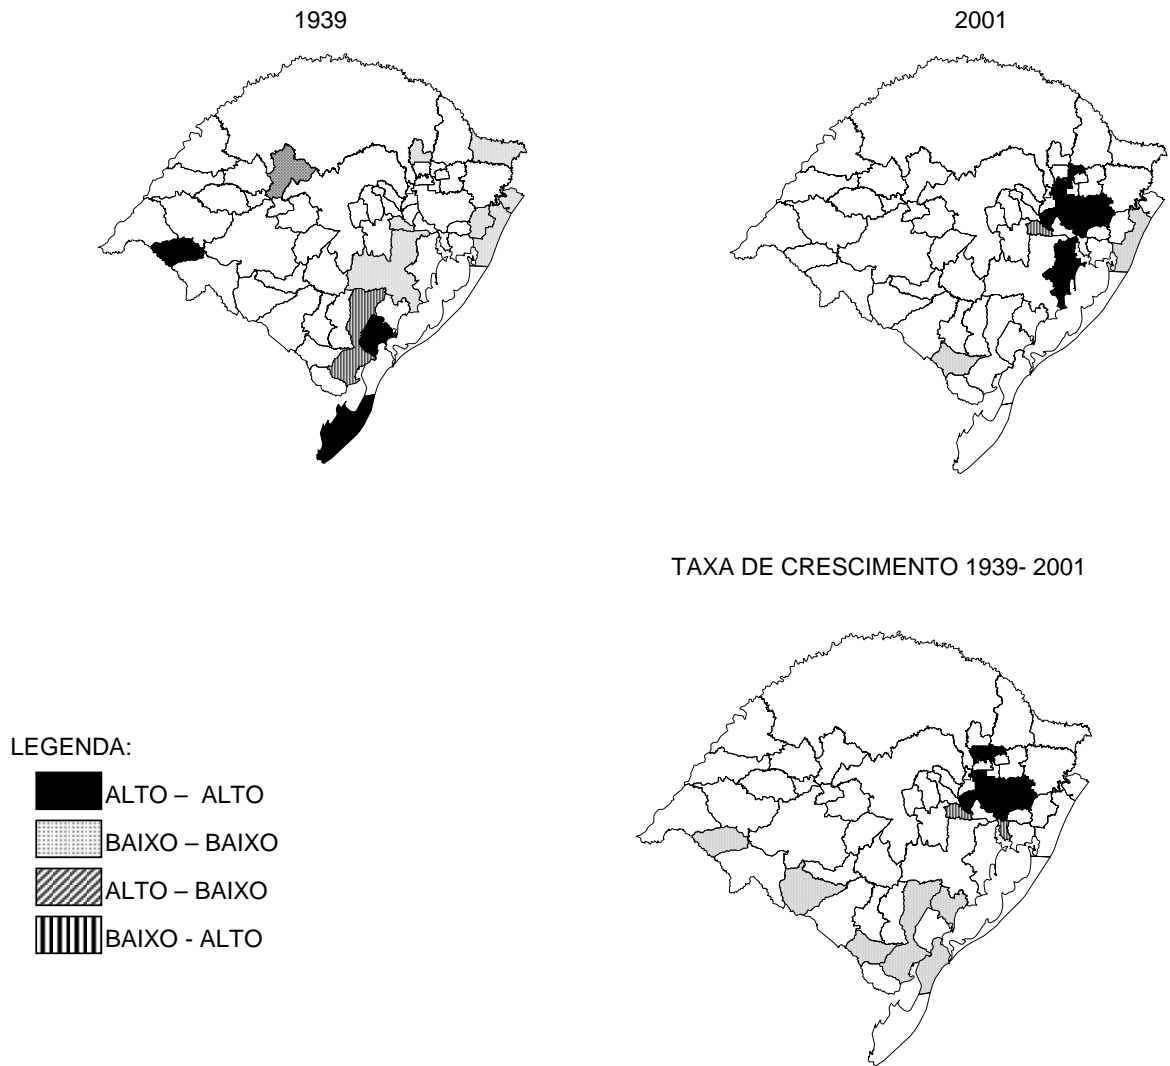 1939
2001
TAXA DE CRESCIMENTO 1939- 2001
LEGENDA:
ALTO – ALTO
BAIXO – BAIXO
ALTO – BAIXO
BAIXO - ALTO